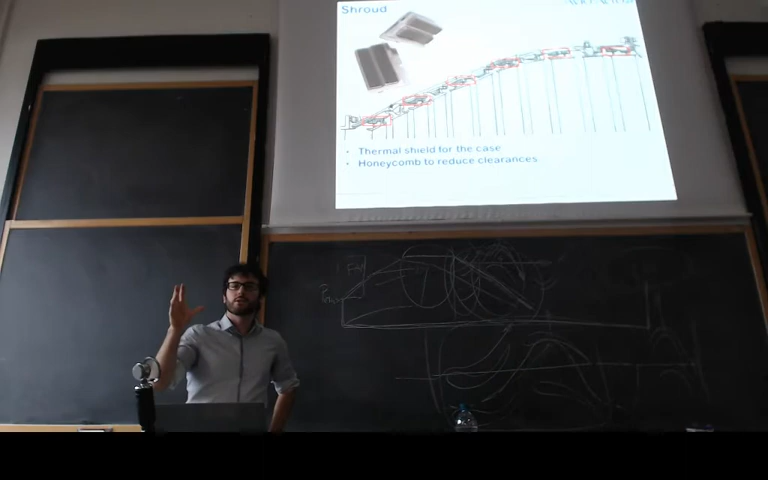 Shroud
• Thermal shield for the case
• Honeycomb to reduce clearances